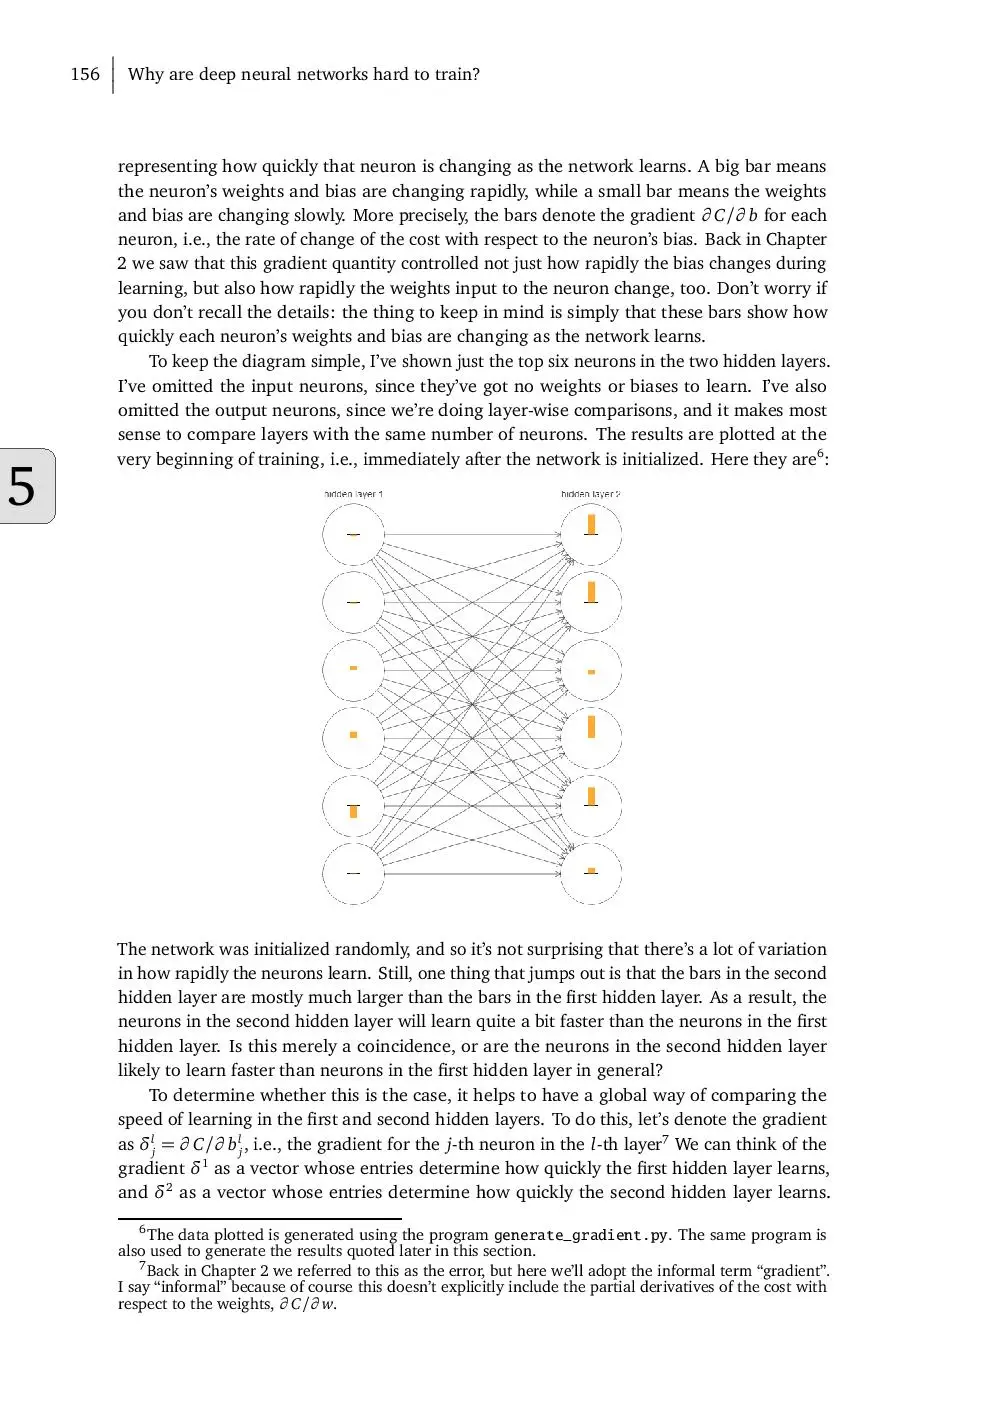 156 Why are deep neural networks hard to train?
representing how quickly that neuron is changing as the network learns. A big bar means
the neuron’s weights and bias are changing rapidly, while a small bar means the weights
and bias are changing slowly. More precisely, the bars denote the gradient ∂C/∂b for each
neuron, i.e., the rate of change of the cost with respect to the neuron’s bias. Back in Chapter
2 we saw that this gradient quantity controlled not just how rapidly the bias changes during
learning, but also how rapidly the weights input to the neuron change, too. Don’t worry if
you don’t recall the details: the thing to keep in mind is simply that these bars show how
quickly each neuron’s weights and bias are changing as the network learns.
To keep the diagram simple, I’ve shown just the top six neurons in the two hidden layers.
I’ve omitted the input neurons, since they’ve got no weights or biases to learn. I’ve also
omitted the output neurons, since we’re doing layer-wise comparisons, and it makes most
sense to compare layers with the same number of neurons. The results are plotted at the
very beginning of training, i.e., immediately after the network is initialized. Here they are⁶:
5
hidden layer 1 hidden layer 2
The network was initialized randomly, and so it’s not surprising that there’s a lot of variation
in how rapidly the neurons learn. Still, one thing that jumps out is that the bars in the second
hidden layer are mostly much larger than the bars in the first hidden layer. As a result, the
neurons in the second hidden layer will learn quite a bit faster than the neurons in the first
hidden layer. Is this merely a coincidence, or are the neurons in the second hidden layer
likely to learn faster than neurons in the first hidden layer in general?
To determine whether this is the case, it helps to have a global way of comparing the
speed of learning in the first and second hidden layers. To do this, let’s denote the gradient
as δˡⱼ = ∂C/∂bˡⱼ, i.e., the gradient for the j-th neuron in the l-th layer⁷ We can think of the
gradient δ¹ as a vector whose entries determine how quickly the first hidden layer learns,
and δ² as a vector whose entries determine how quickly the second hidden layer learns.
⁶The data plotted is generated using the program generate_gradient.py. The same program is
also used to generate the results quoted later in this section.
⁷Back in Chapter 2 we referred to this as the error, but here we’ll adopt the informal term “gradient”.
I say “informal” because of course this doesn’t explicitly include the partial derivatives of the cost with
respect to the weights, ∂C/∂w.